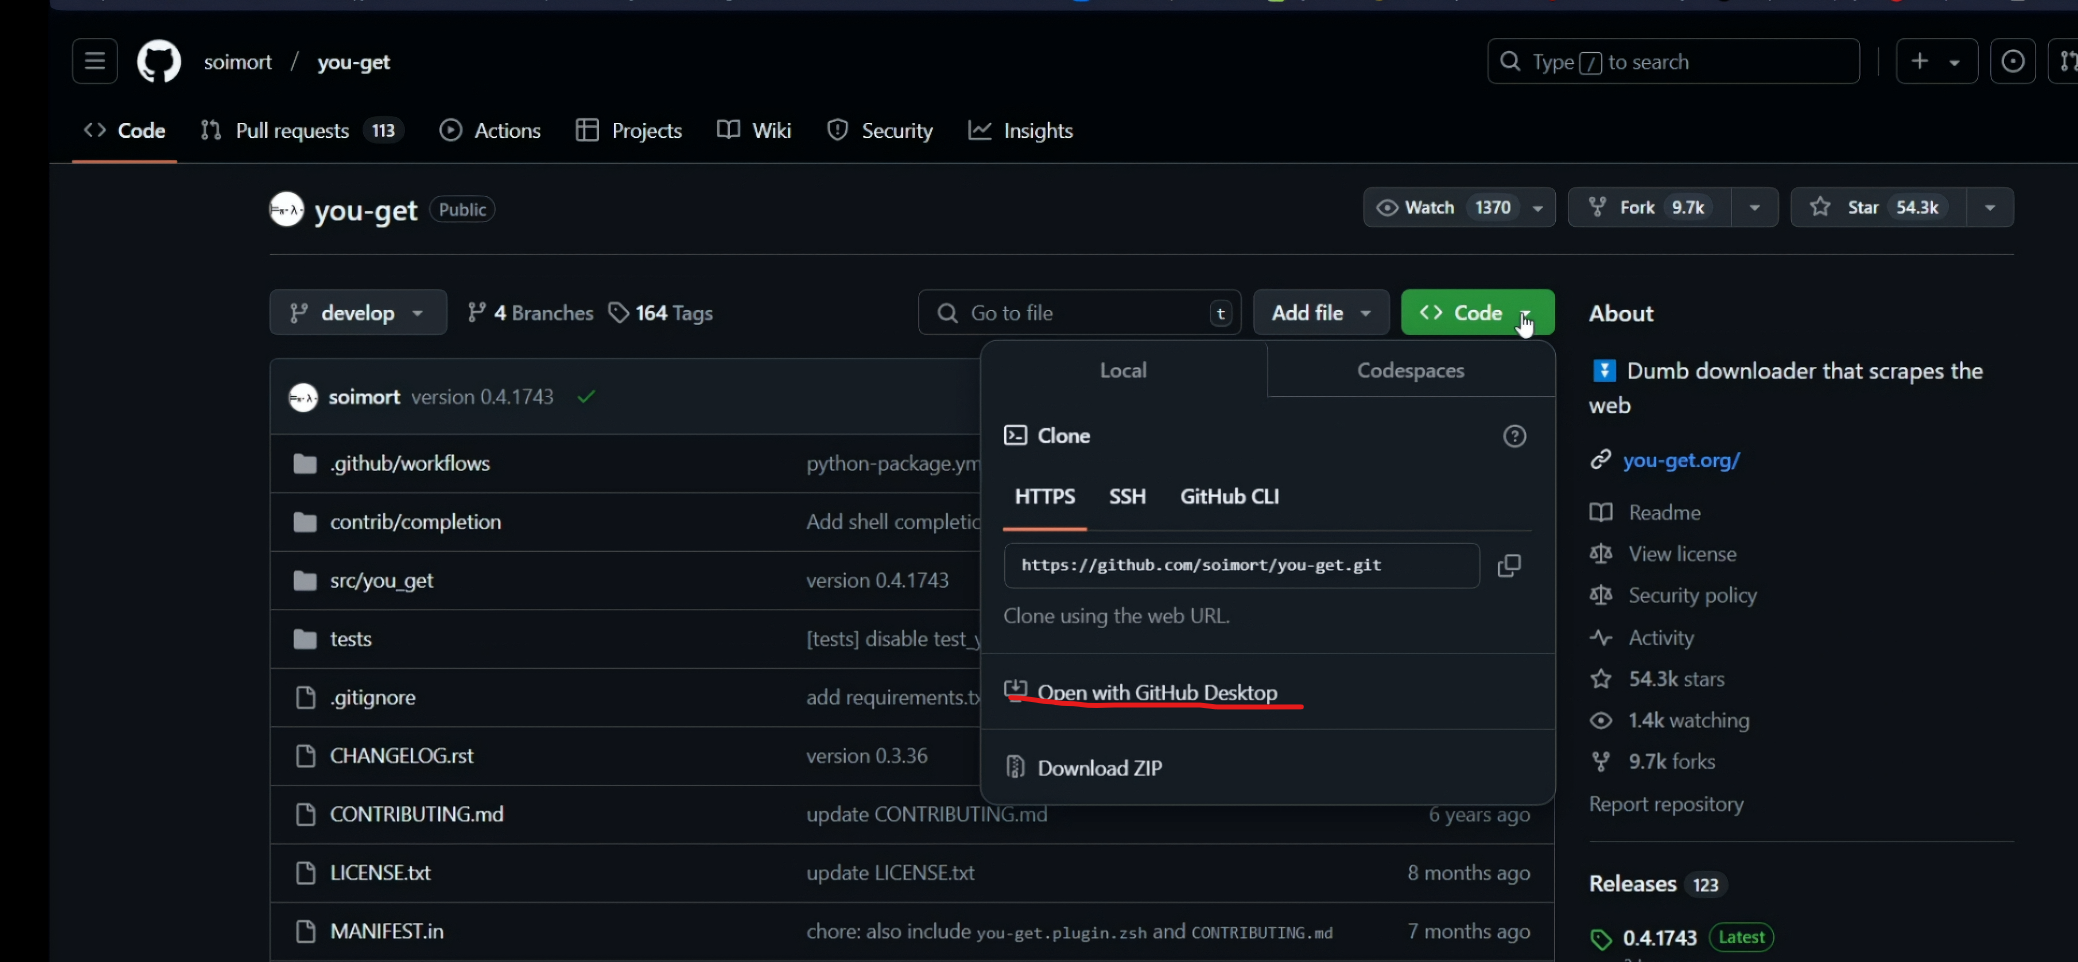 soimort / you-get
Type / to search
Code
Pull requests 113
Actions
Projects
Wiki
Security
Insights
you-get Public
Watch 1370
Fork 9.7k
Star 54.3k
develop
4 Branches
164 Tags
Go to file t
Add file
Code
soimort version 0.4.1743
.github/workflows python-package.ym
contrib/completion Add shell completic
src/you_get version 0.4.1743
tests [tests] disable test_y
.gitignore add requirements.tx
CHANGELOG.rst version 0.3.36
CONTRIBUTING.md update CONTRIBUTING.md 6 years ago
LICENSE.txt update LICENSE.txt 8 months ago
MANIFEST.in chore: also include you-get.plugin.zsh and CONTRIBUTING.md 7 months ago
Local Codespaces
Clone
HTTPS SSH GitHub CLI
https://github.com/soimort/you-get.git
Clone using the web URL.
Open with GitHub Desktop
Download ZIP
About
Dumb downloader that scrapes the
web
you-get.org/
Readme
View license
Security policy
Activity
54.3k stars
1.4k watching
9.7k forks
Report repository
Releases 123
0.4.1743 Latest